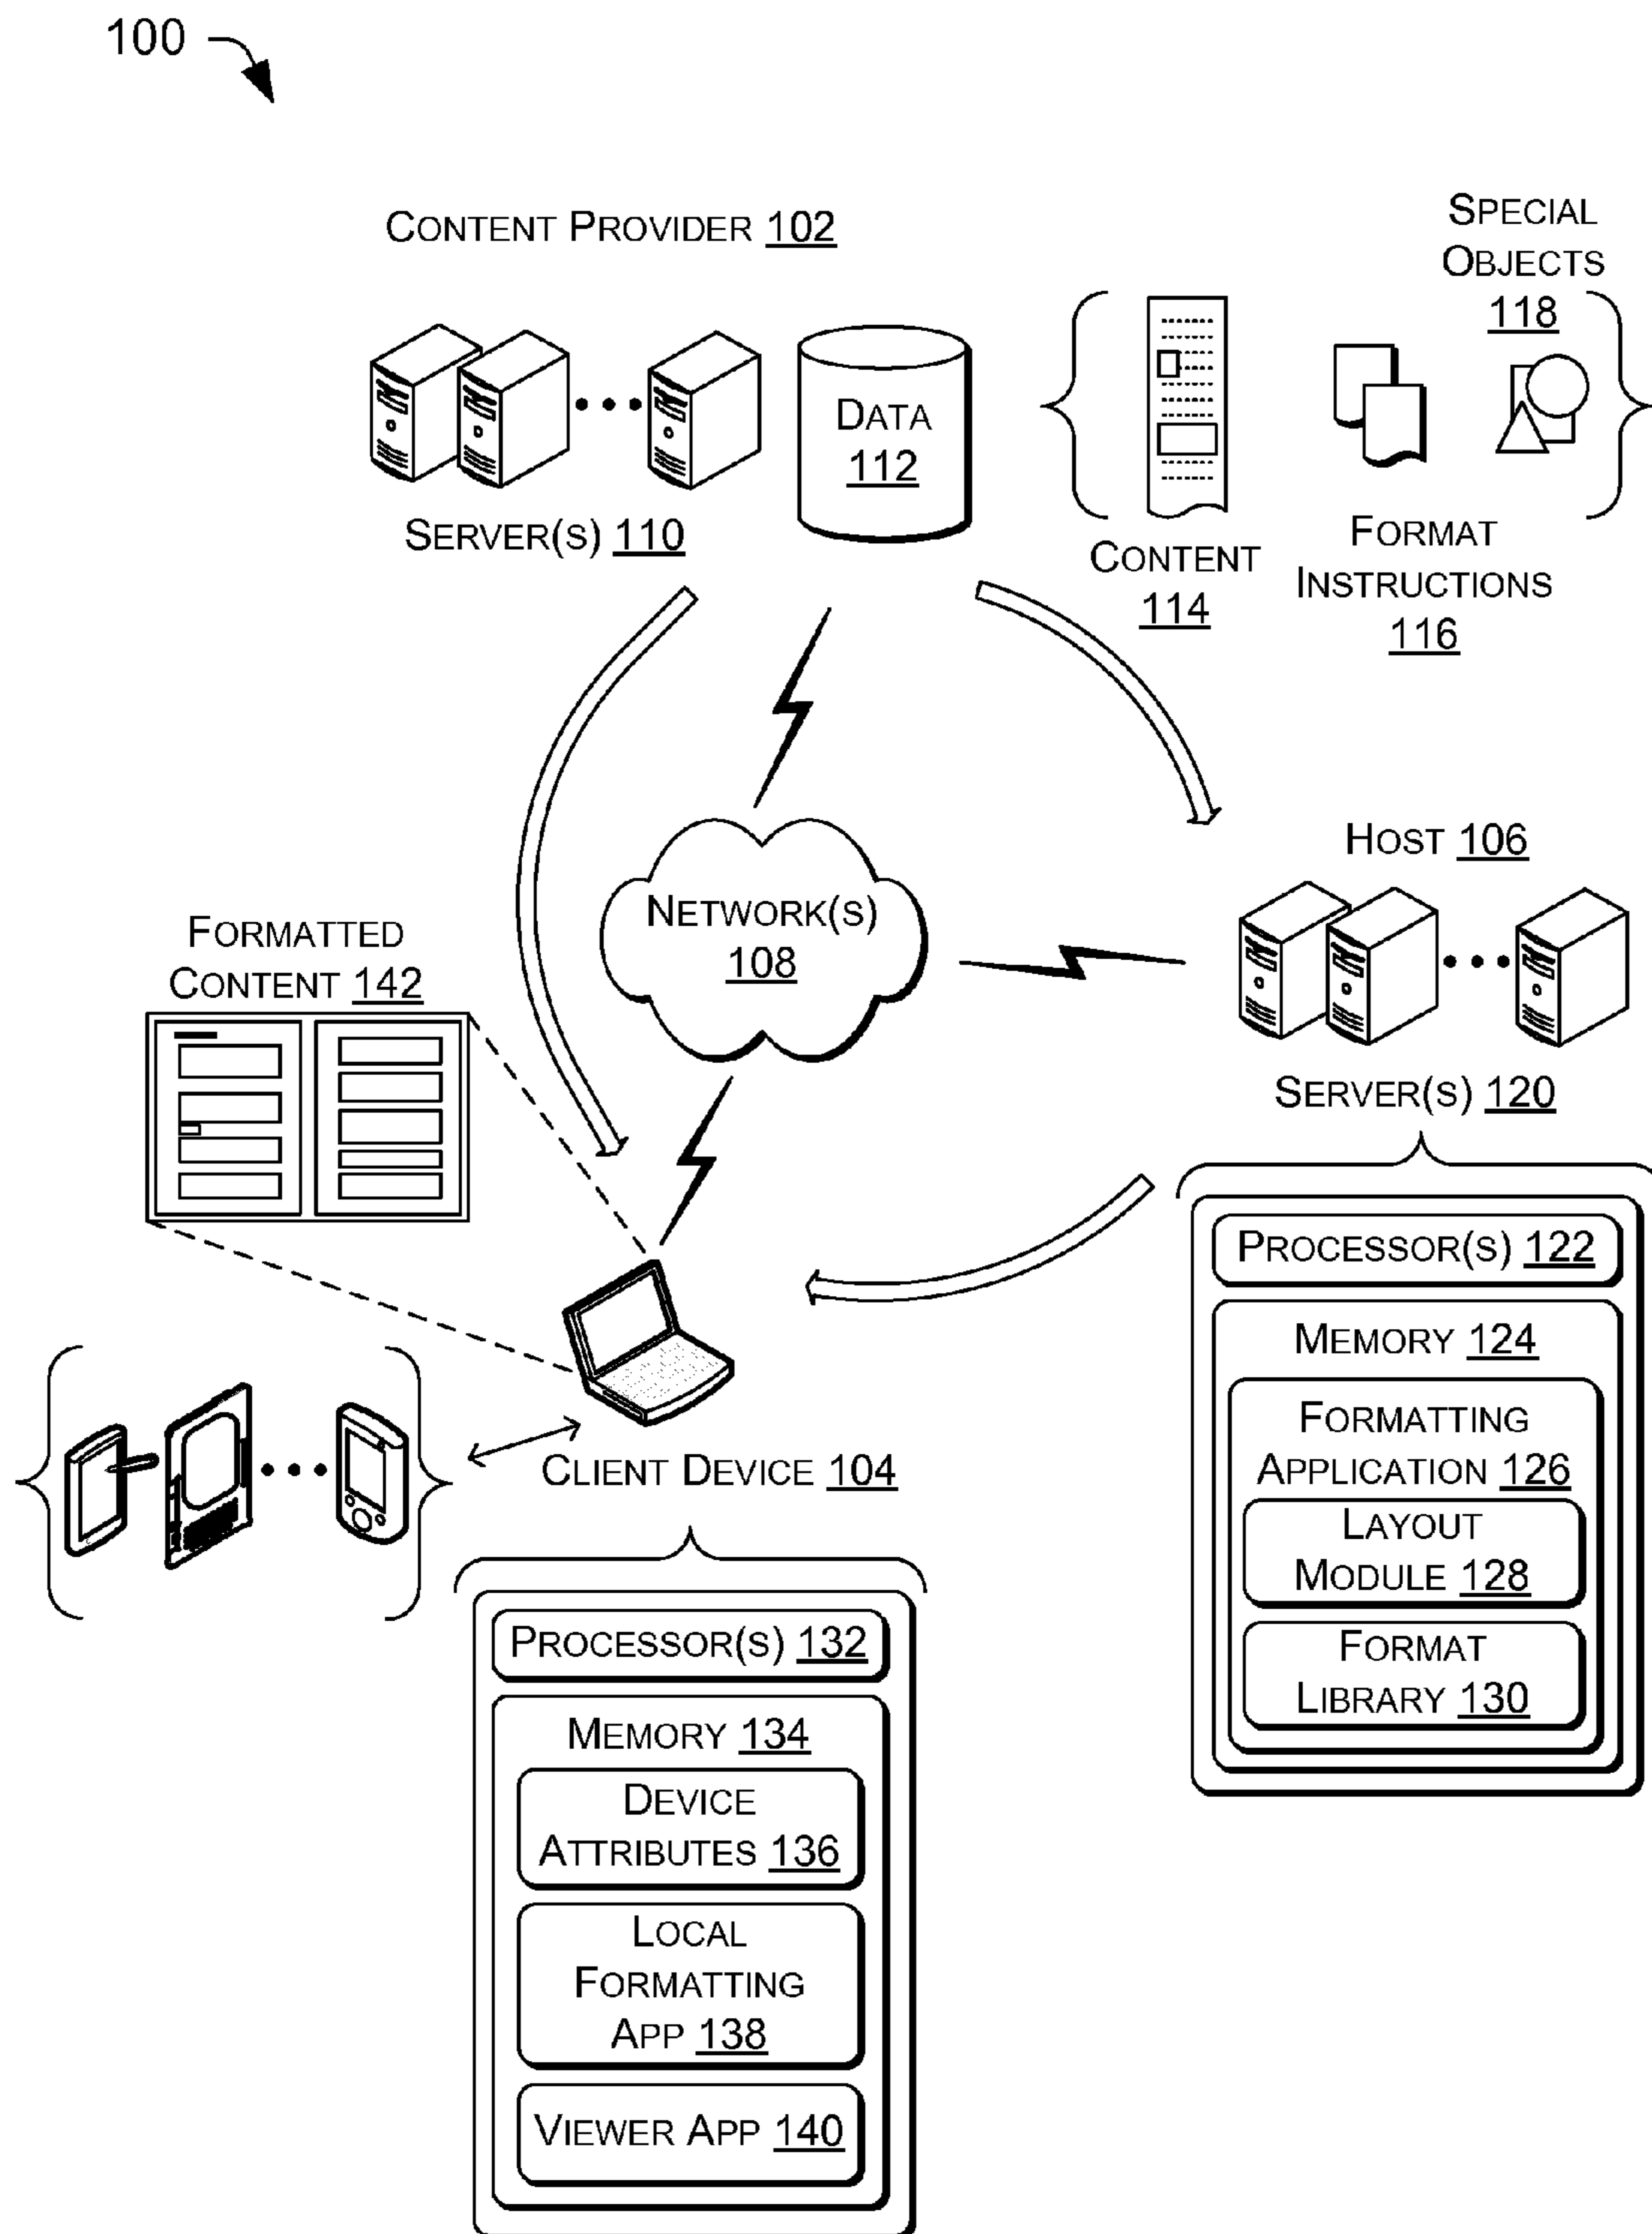 100
CONTENT PROVIDER 102
SPECIAL
OBJECTS
118
DATA
112
SERVER(S) 110
CONTENT
114
FORMAT
INSTRUCTIONS
116
HOST 106
NETWORK(S)
108
FORMATTED
CONTENT 142
SERVER(S) 120
PROCESSOR(S) 122
MEMORY 124
FORMATTING
APPLICATION 126
LAYOUT
MODULE 128
FORMAT
LIBRARY 130
CLIENT DEVICE 104
PROCESSOR(S) 132
MEMORY 134
DEVICE
ATTRIBUTES 136
LOCAL
FORMATTING
APP 138
VIEWER APP 140